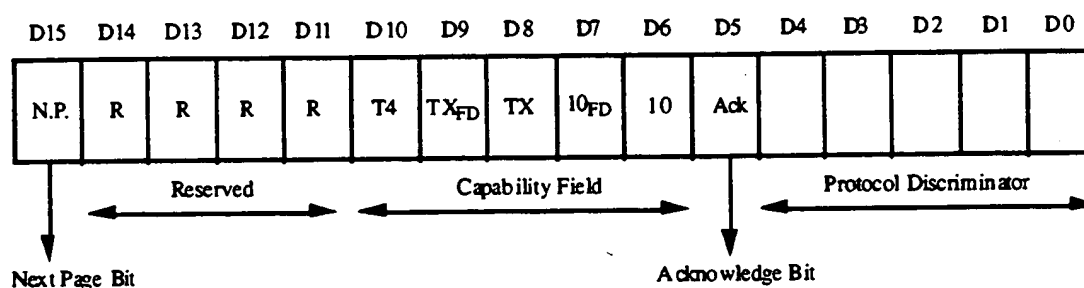 D15 D14 D13 D12 D11 D10 D9 D8 D7 D6 D5 D4 D3 D2 D1 D0
N.P. R R R R T4 TXFD TX 10FD 10 Ack
Reserved Capability Field Protocol Discriminator
Next Page Bit Acknowledge Bit